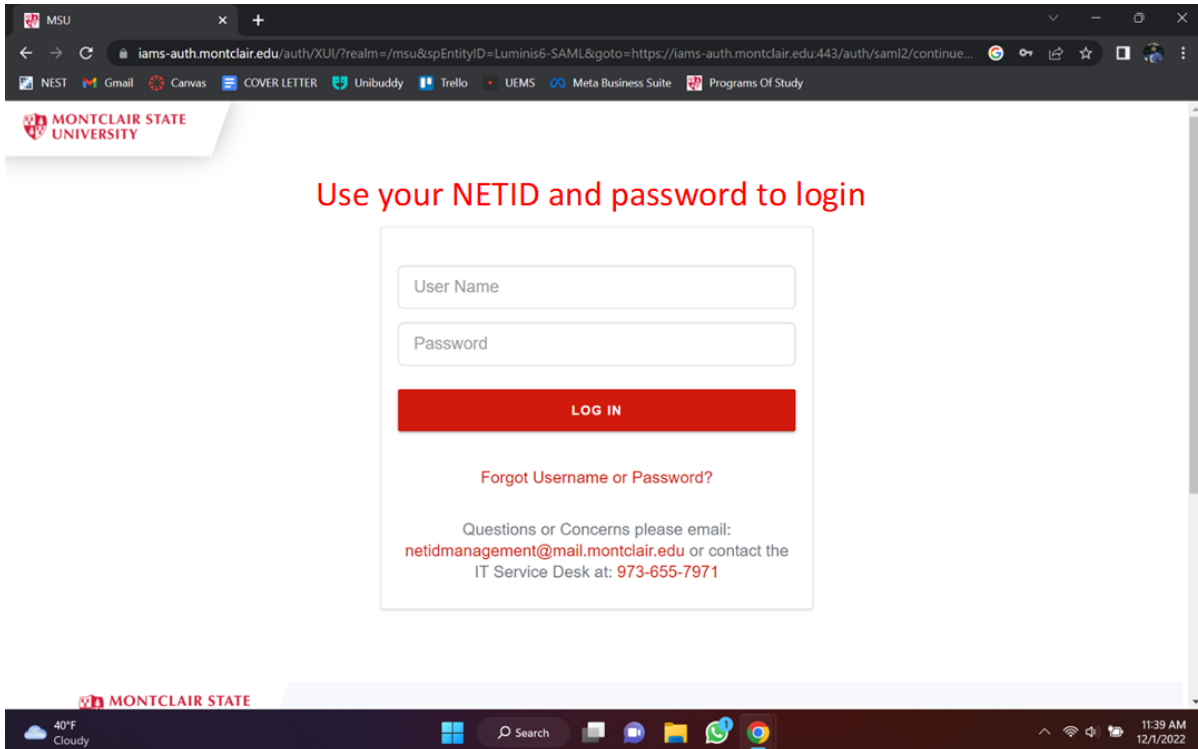 MSU
iams-auth.montclair.edu/auth/XUI/?realm=/msu&spEntityID=Luminis6-SAML&goto=https://iams-auth.montclair.edu:443/auth/saml2/continue...
NEST Gmail Canvas COVER LETTER Unibuddy Trello UEMS Meta Business Suite Programs Of Study
MONTCLAIR STATE
UNIVERSITY
Use your NETID and password to login
User Name
Password
LOG IN
Forgot Username or Password?
Questions or Concerns please email:
netidmanagement@mail.montclair.edu or contact the
IT Service Desk at: 973-655-7971
MONTCLAIR STATE
40°F
Cloudy
Search
1
11:39 AM
12/1/2022